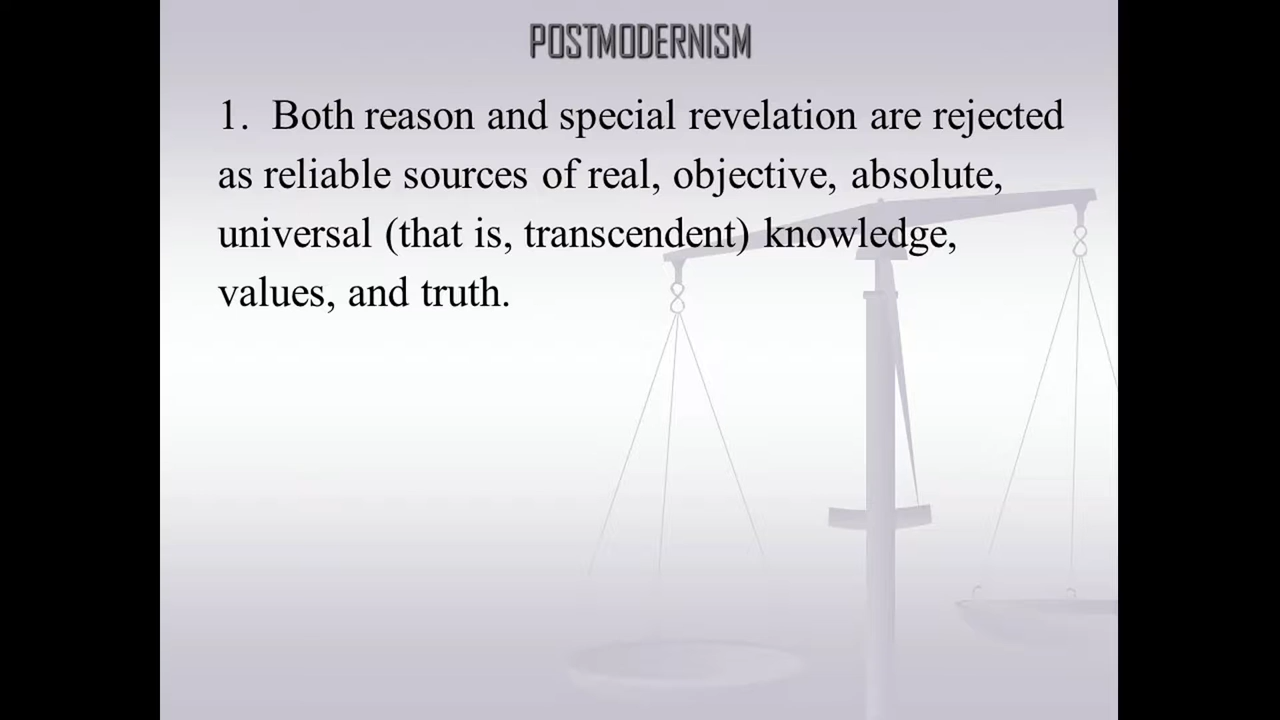 POSTMODERNISM
1. Both reason and special revelation are rejected
as reliable sources of real, objective, absolute,
universal (that is, transcendent) knowledge,
values, and truth.